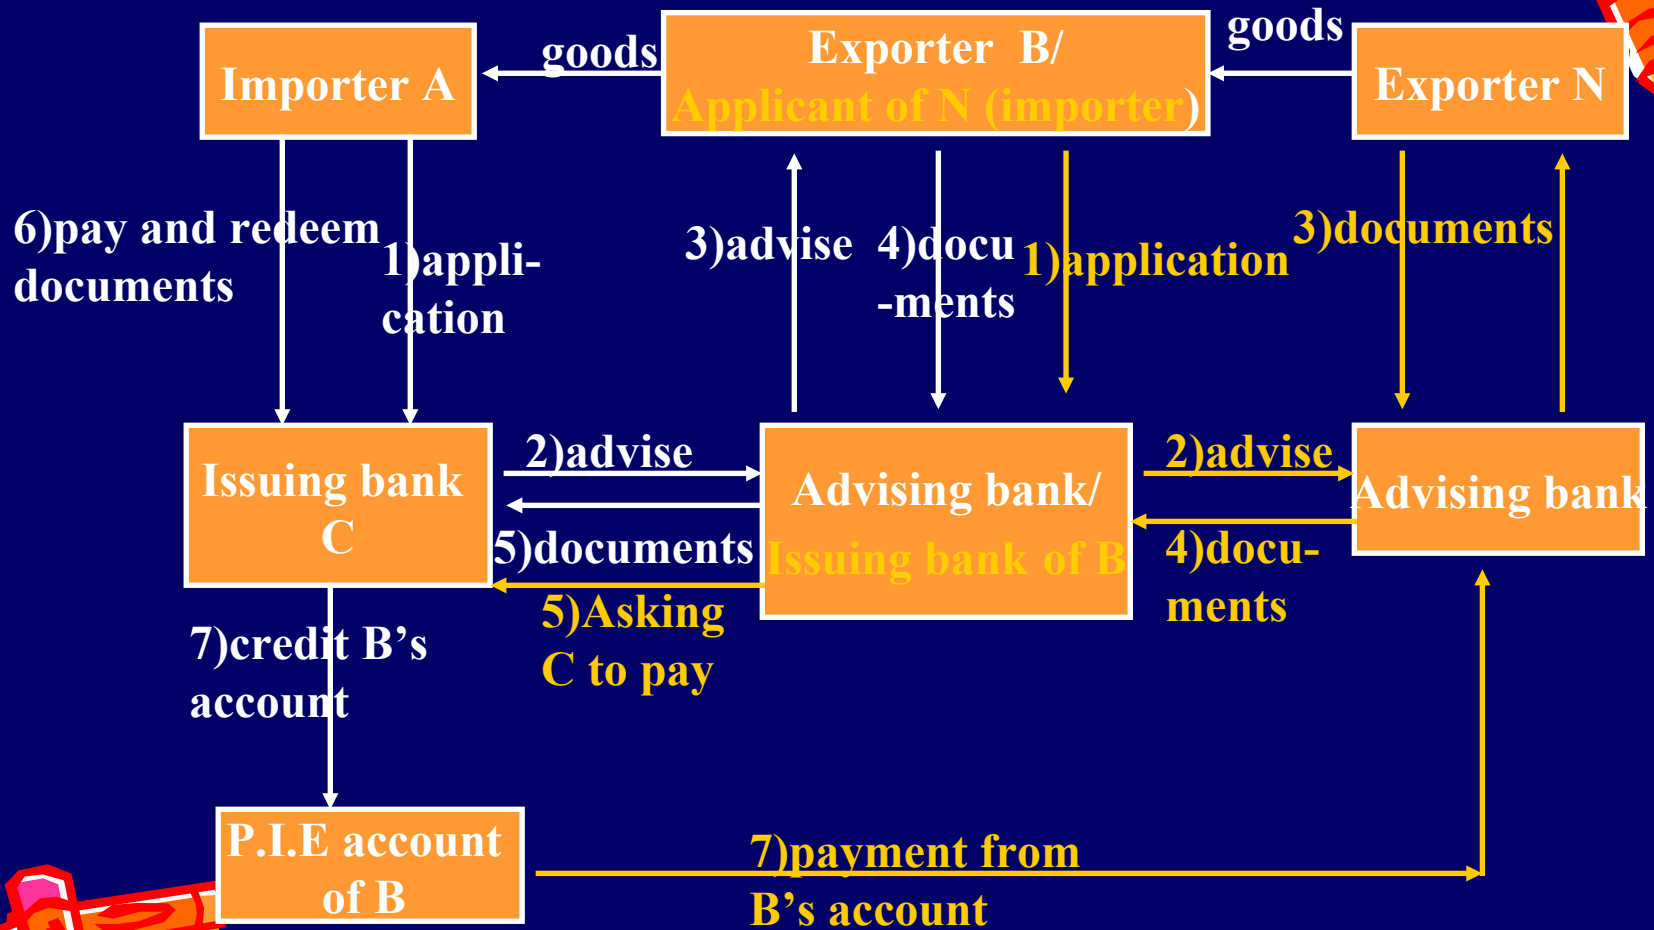 Importer A
goods
Exporter B/
Applicant of N (importer)
goods
Exporter N
6)pay and redeem
documents
1)appli-
cation
3)advise
4)docu
-ments
1)application
3)documents
Issuing bank
C
2)advise
5)documents
5)Asking
C to pay
Advising bank/
Issuing bank of B
2)advise
4)docu-
ments
Advising bank
7)credit B’s
account
P.I.E account
of B
7)payment from
B’s account